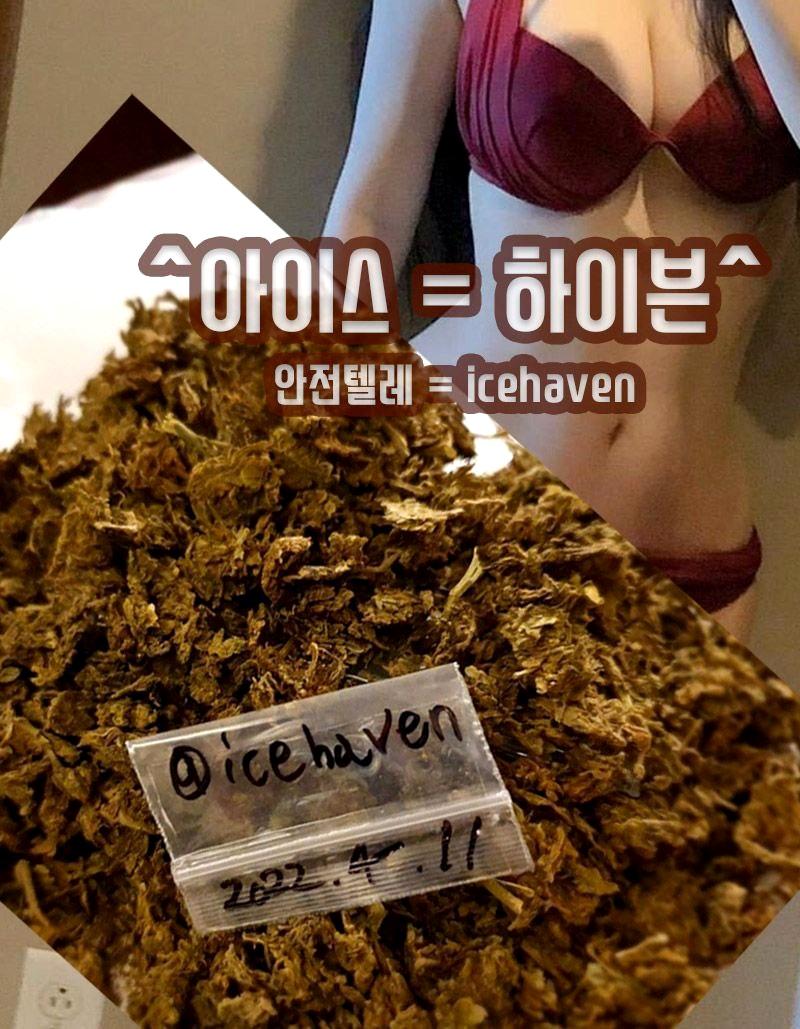 ^아이스 = 하이븐^
안전텔레 = icehaven
@icehaven
2022.4.11